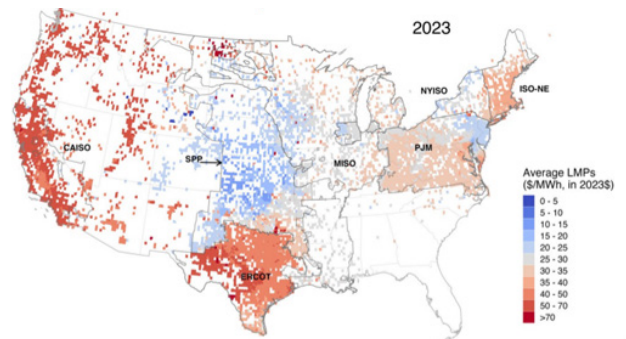 2023
NYISO
ISO-NE
CAISO
SPP
MISO
PJM
ERCOT
Average LMPs
($/MWh, in 2023$)
0 - 5
5 - 10
10 - 15
15 - 20
20 - 25
25 - 30
30 - 35
35 - 40
40 - 50
50 - 70
>70